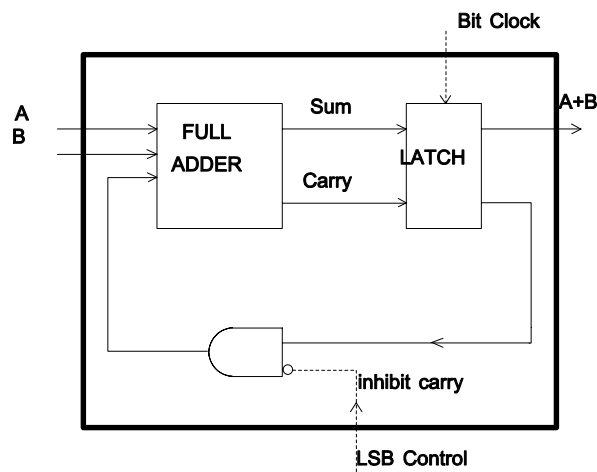 Bit Clock
A
B
FULL
ADDER
Sum
Carry
LATCH
A+B
inhibit carry
LSB Control